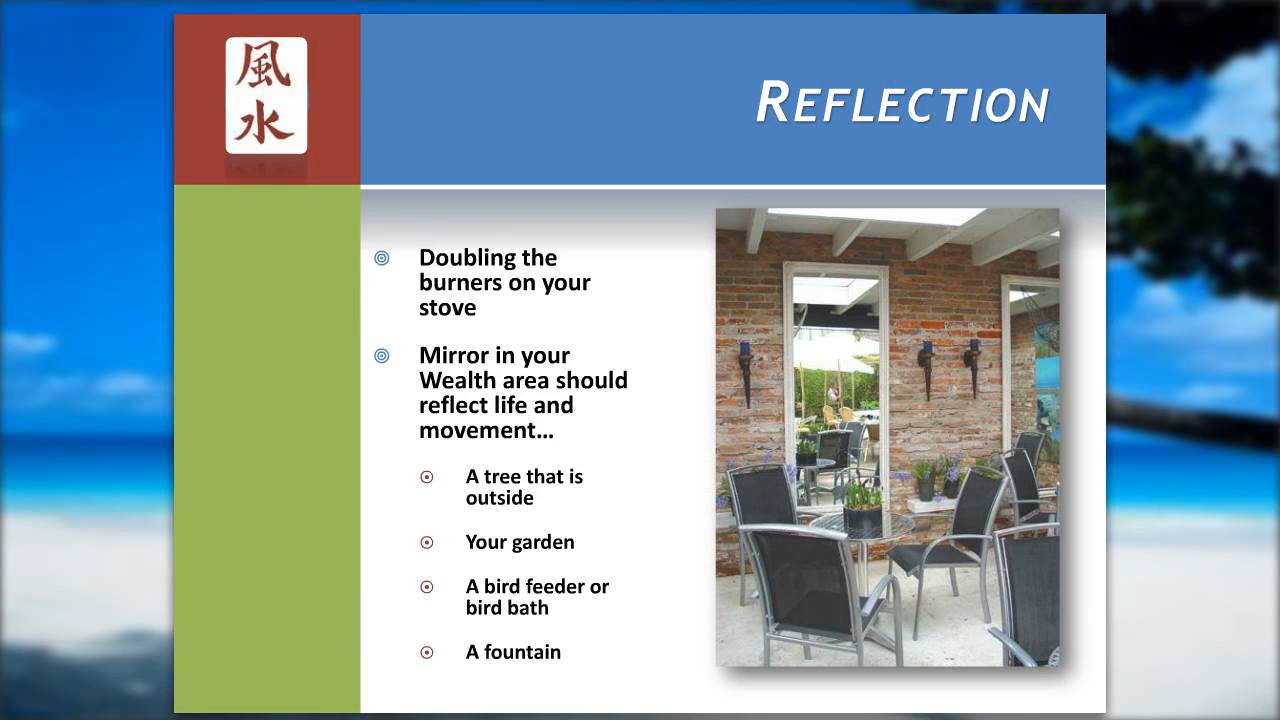 風
水
REFLECTION
Doubling the
burners on your
stove
Mirror in your
Wealth area should
reflect life and
movement…
A tree that is
outside
Your garden
A bird feeder or
bird bath
A fountain